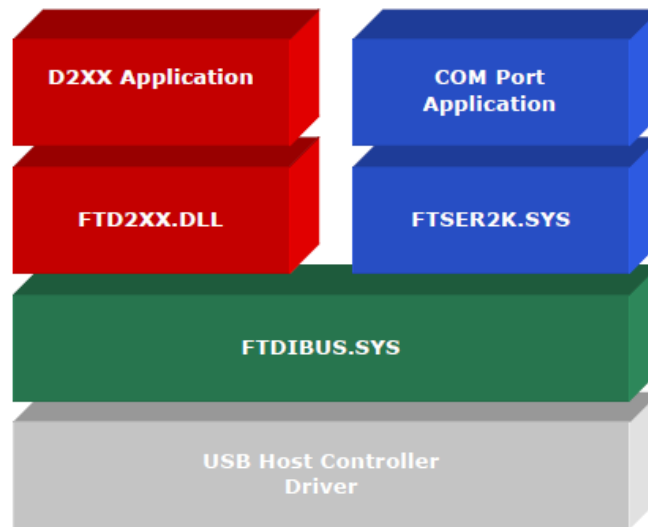 D2XX Application
COM Port
Application
FTD2XX.DLL
FTSER2K.SYS
FTDIBUS.SYS
USB Host Controller
Driver